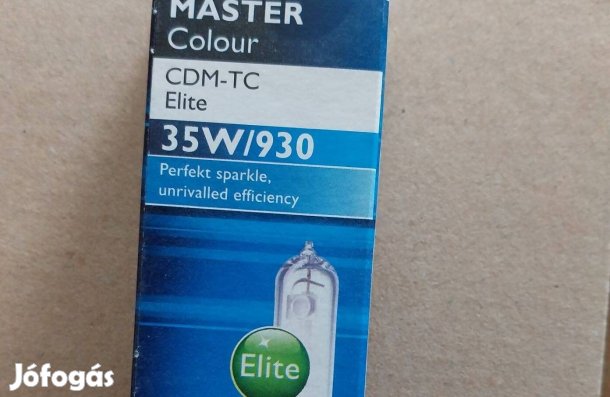 MASTER
Colour
CDM-TC
Elite
35W/930
Perfekt sparkle,
unrivalled efficiency
Elite
Jófogás